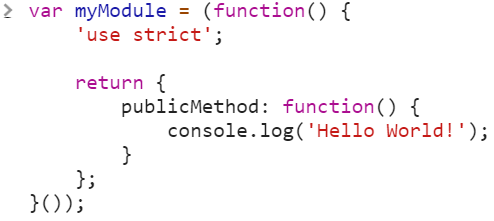 > var myModule = (function() {
    'use strict';

    return {
        publicMethod: function() {
            console.log('Hello World!');
        }
    };
}());